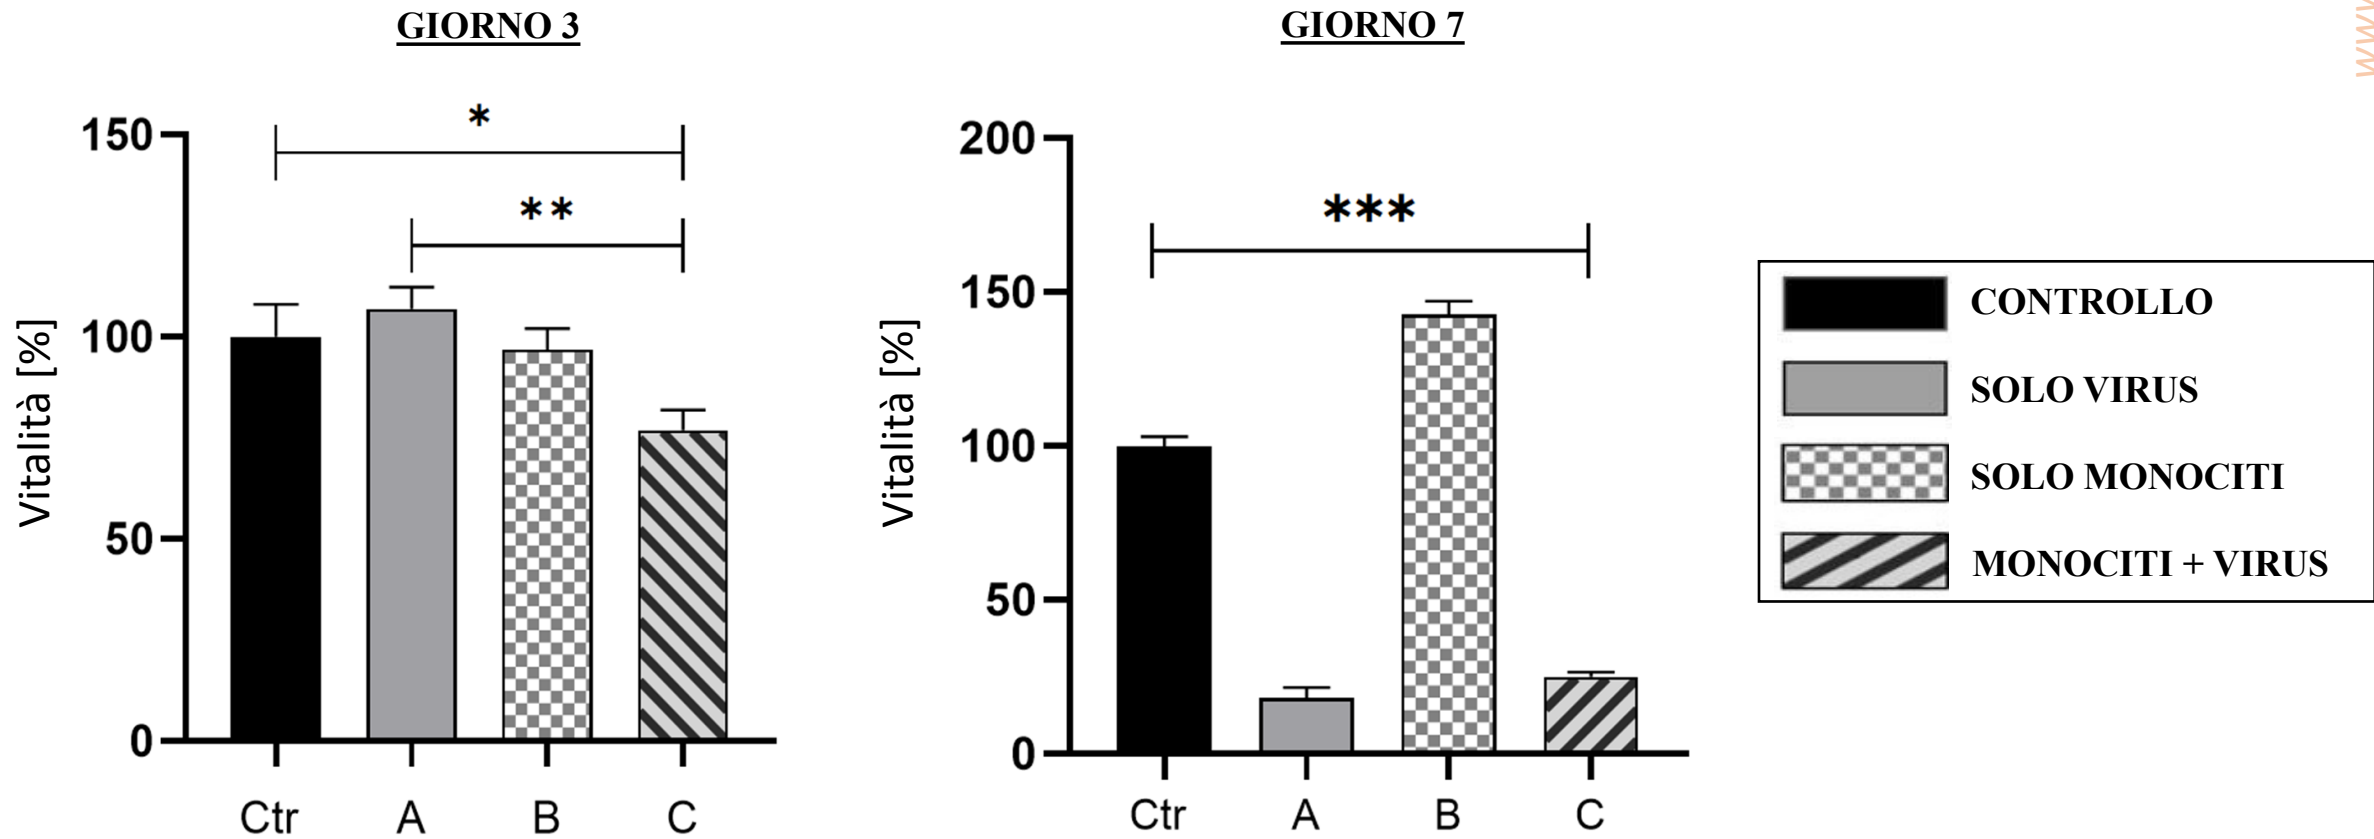 GIORNO 3
Vitalità [%]
150
100
50
0
*
**
Ctr A B C
GIORNO 7
Vitalità [%]
200
150
100
50
0
***
Ctr A B C
CONTROLLO
SOLO VIRUS
SOLO MONOCITI
MONOCITI + VIRUS
www